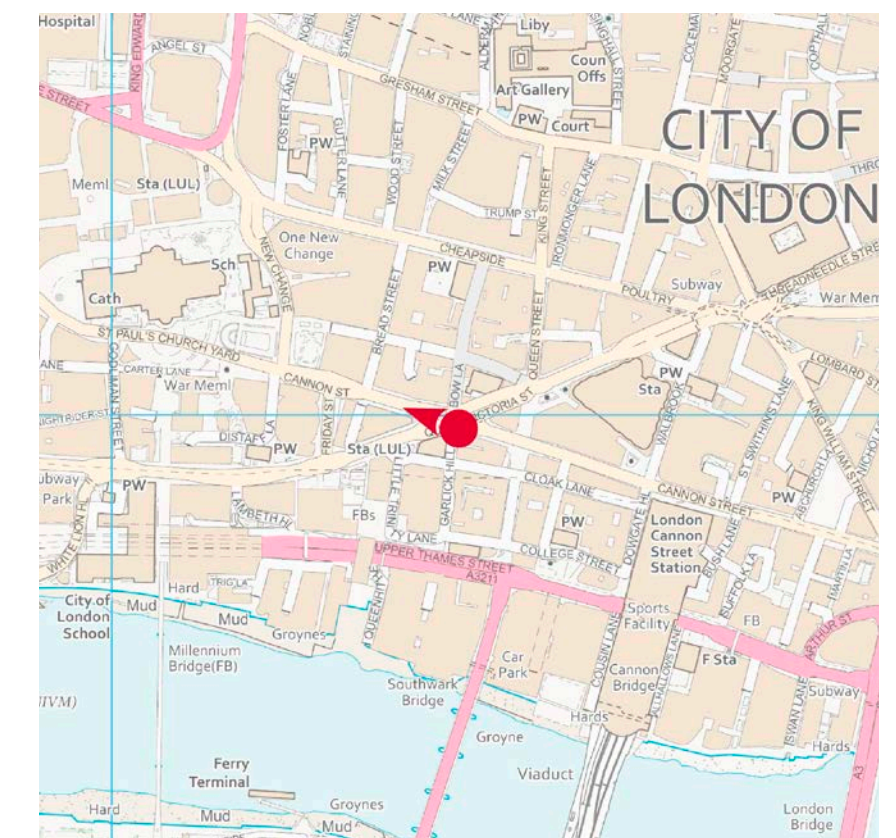 Hospital
ANGEL ST
KING EDWARD
Liby
Coun
Offs
Art Gallery
PW
Court
GRESHAM STREET
MOORGATE
CITY OF
LONDON
FOSTER LANE
GUTTER LANE
PW
WOOD STREET
MILK STREET
STREET
Meml
Sta (LUL)
TRUMP ST
KING STREET
IRONMONGER LANE
One New
Change
CHEAPSIDE
Sch
NEW CHANGE
PW
Subway
POULTRY
THREADNEEDLE STRE
War Mem
Cath
BREAD STREET
QUEEN STREET
ST PAUL'S CHURCH YARD
CARTER LANE
War Meml
CANNON ST
BOW LA
PW
Sta
LOMBARD ST
GODLIMAN STREET
FRIDAY ST
WALBROOK
ST SWITHIN'S LANE
KING WILLIAM STREET
DISTAFF LA
PW
Sta (LUL)
GARLICK HILL
CLOAK LANE
CANNON STREET
PW
ABCHURCH LA
Park
PW
LAMBETH HL
FBs
PW
DOWGATE HL
London
Cannon
Street
Station
BUSH LANE
SUFFOLK LA
MARTIN LA
WHITE LION HL
UPPER THAMES STREET
A3211
COLLEGE STREET
TRIG LA
Hard
Mud
City of
London
School
Mud
Groynes
QUEENHITHE
Sports
Facility
FB
ARTHUR ST
Millennium
Bridge(FB)
Car
Park
COUSIN LANE
Cannon
Bridge
ALLHALLOWS LANE
F Sta
Southwark
Bridge
Hards
SWAN LANE
Subway
Groyne
Hards
Ferry
Terminal
Viaduct
A3
Hard
Mud
Groynes
Mud
London
Bridge